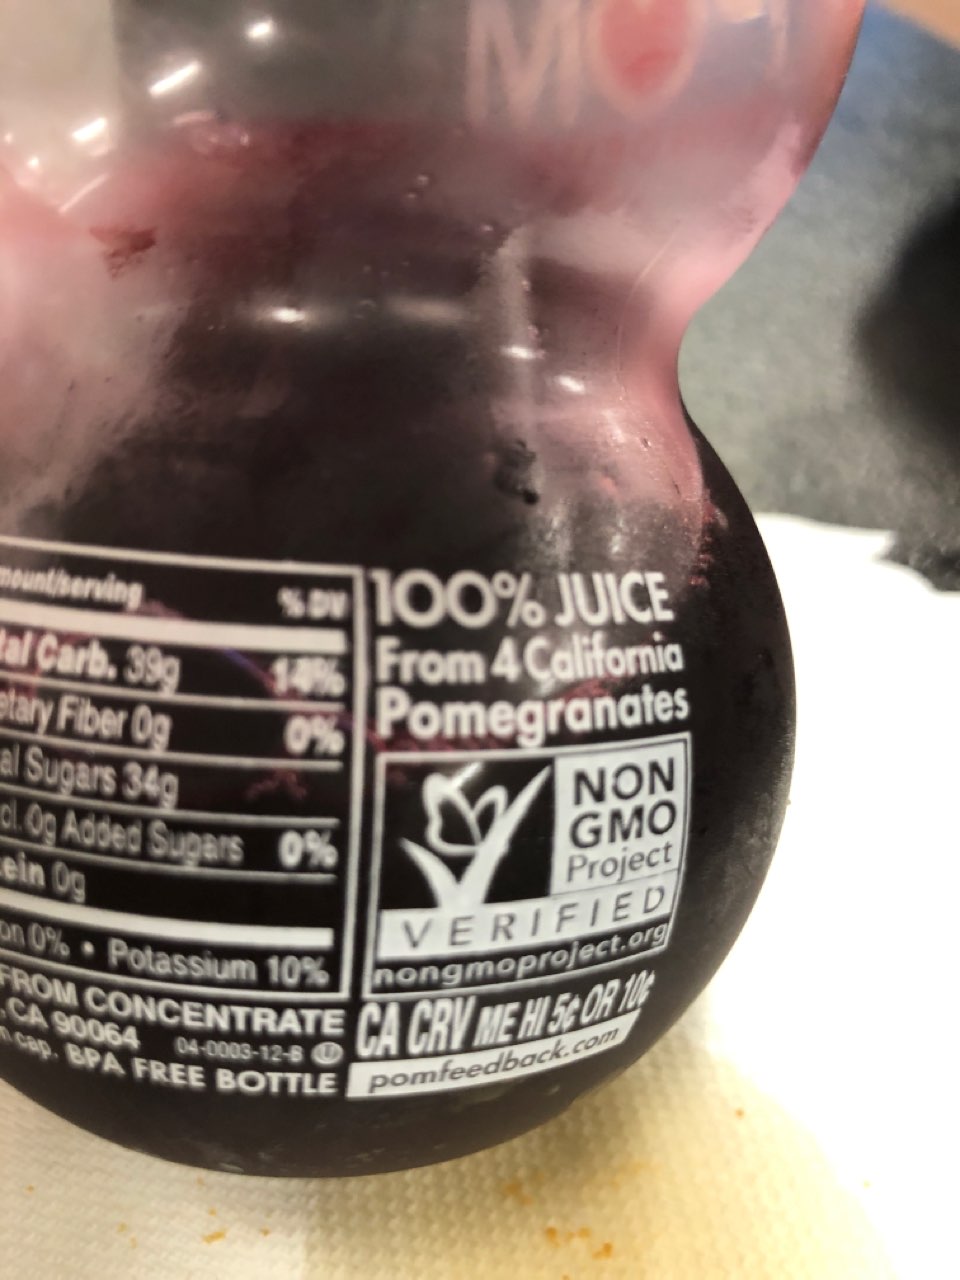 % DV
Carb. 39g 14%
Fiber 0g 0%
Sugars 34g
0g Added Sugars 0%
0g
0% • Potassium 10%
FROM CONCENTRATE
CA 90064 04-0003-12-B U
cap. BPA FREE BOTTLE
100% JUICE
From 4 California
Pomegranates
NON
GMO
Project
VERIFIED
nongmoproject.org
CA CRV ME HI 5¢ OR 10¢
pomfeedback.com